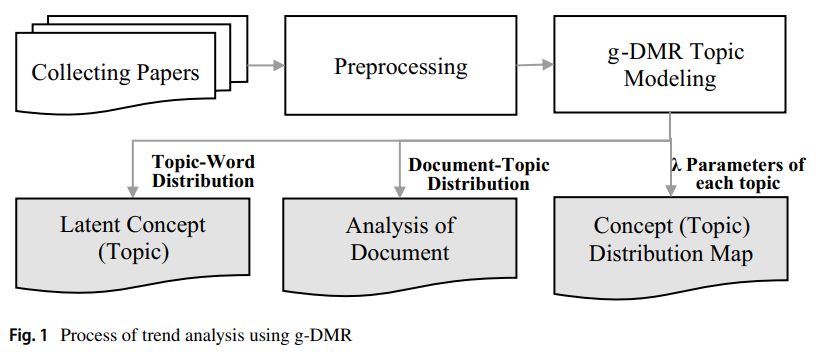 Collecting Papers
Preprocessing
g-DMR Topic
Modeling
Topic-Word
Distribution
Document-Topic
Distribution
λ Parameters of
each topic
Latent Concept
(Topic)
Analysis of
Document
Concept (Topic)
Distribution Map
Fig. 1 Process of trend analysis using g-DMR